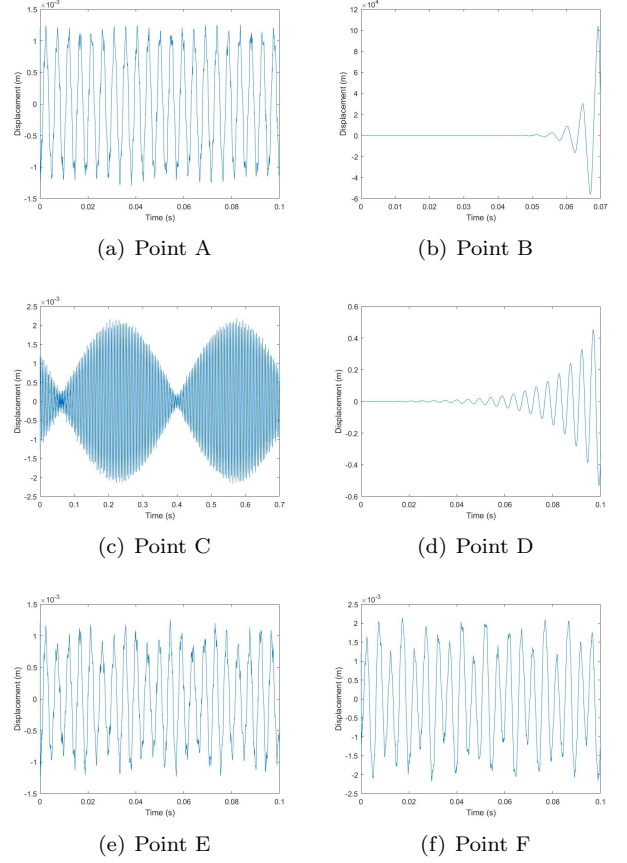 ×10⁻³
1.5
1
0.5
0
-0.5
-1
-1.5
Displacement (m)
0 0.02 0.04 0.06 0.08 0.1
Time (s)
(a) Point A
×10⁴
12
10
8
6
4
2
0
-2
-4
-6
Displacement (m)
0 0.01 0.02 0.03 0.04 0.05 0.06 0.07
Time (s)
(b) Point B
×10⁻³
2.5
2
1.5
1
0.5
0
-0.5
-1
-1.5
-2
-2.5
Displacement (m)
0 0.1 0.2 0.3 0.4 0.5 0.6 0.7
Time (s)
(c) Point C
0.6
0.4
0.2
0
-0.2
-0.4
-0.6
Displacement (m)
0 0.02 0.04 0.06 0.08 0.1
Time (s)
(d) Point D
×10⁻³
1.5
1
0.5
0
-0.5
-1
-1.5
Displacement (m)
0 0.02 0.04 0.06 0.08 0.1
Time (s)
(e) Point E
×10⁻³
2.5
2
1.5
1
0.5
0
-0.5
-1
-1.5
-2
-2.5
Displacement (m)
0 0.02 0.04 0.06 0.08 0.1
Time (s)
(f) Point F